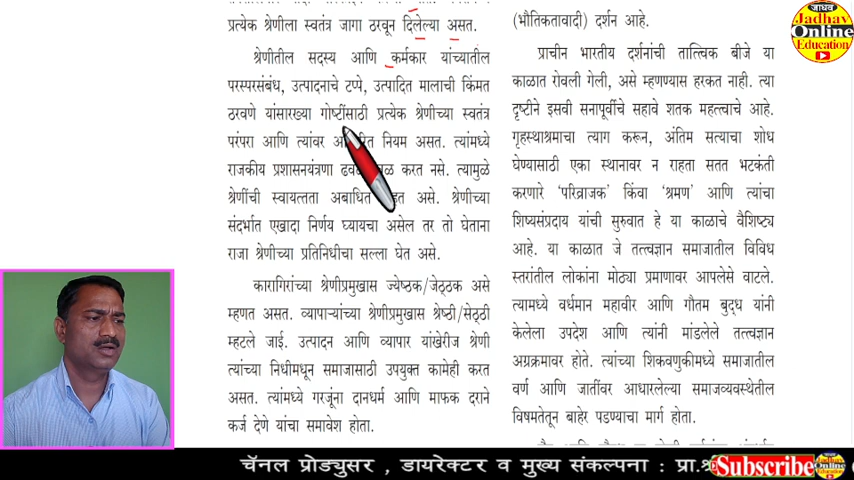 प्रत्येक श्रेणीला स्वतंत्र जागा ठरवून दिलेल्या असत.
श्रेणीतील सदस्य आणि कर्मकार यांच्यातील
परस्परसंबंध, उत्पादनाचे टप्पे, उत्पादित मालाची किंमत
ठरवणे यांसारख्या गोष्टींसाठी प्रत्येक श्रेणीच्या स्वतंत्र
परंपरा आणि त्यांवर नियम असत. त्यांमध्ये
राजकीय प्रशासनयंत्रणा करत नसे. त्यामुळे
श्रेणींची स्वायत्तता अबाधित असे. श्रेणीच्या
संदर्भात एखादा निर्णय घ्यायचा असेल तर तो घेताना
राजा श्रेणीच्या प्रतिनिधीचा सल्ला घेत असे.
कारागिरांच्या श्रेणीप्रमुखास ज्येष्ठक/जेठ्ठक असे
म्हणत असत. व्यापाऱ्यांच्या श्रेणीप्रमुखास श्रेष्ठी/सेठ्ठी
म्हटले जाई. उत्पादन आणि व्यापार यांखेरीज श्रेणी
त्यांच्या निधीमधून समाजासाठी उपयुक्त कामेही करत
असत. त्यांमध्ये गरजूंना दानधर्म आणि माफक दराने
कर्ज देणे यांचा समावेश होता.
(भौतिकतावादी) दर्शन आहे.
प्राचीन भारतीय दर्शनांची तात्त्विक बीजे या
काळात रोवली गेली, असे म्हणण्यास हरकत नाही. त्या
दृष्टीने इसवी सनापूर्वीचे सहावे शतक महत्त्वाचे आहे.
गृहस्थाश्रमाचा त्याग करून, अंतिम सत्याचा शोध
घेण्यासाठी एका स्थानावर न राहता सतत भटकंती
करणारे ‘परिव्राजक’ किंवा ‘श्रमण’ आणि त्यांचा
शिष्यसंप्रदाय यांची सुरुवात हे या काळाचे वैशिष्ट्य
आहे. या काळात जे तत्त्वज्ञान समाजातील विविध
स्तरांतील लोकांना मोठ्या प्रमाणावर आपलेसे वाटले.
त्यामध्ये वर्धमान महावीर आणि गौतम बुद्ध यांनी
केलेला उपदेश आणि त्यांनी मांडलेले तत्त्वज्ञान
अग्रक्रमावर होते. त्यांच्या शिकवणुकीमध्ये समाजातील
वर्ण आणि जातींवर आधारलेल्या समाजव्यवस्थेतील
विषमतेतून बाहेर पडण्याचा मार्ग होता.
जाधव
Jadhav
Online
Education
चॅनल प्रोड्युसर , डायरेक्टर व मुख्य संकल्पना : प्रा.
Subscribe